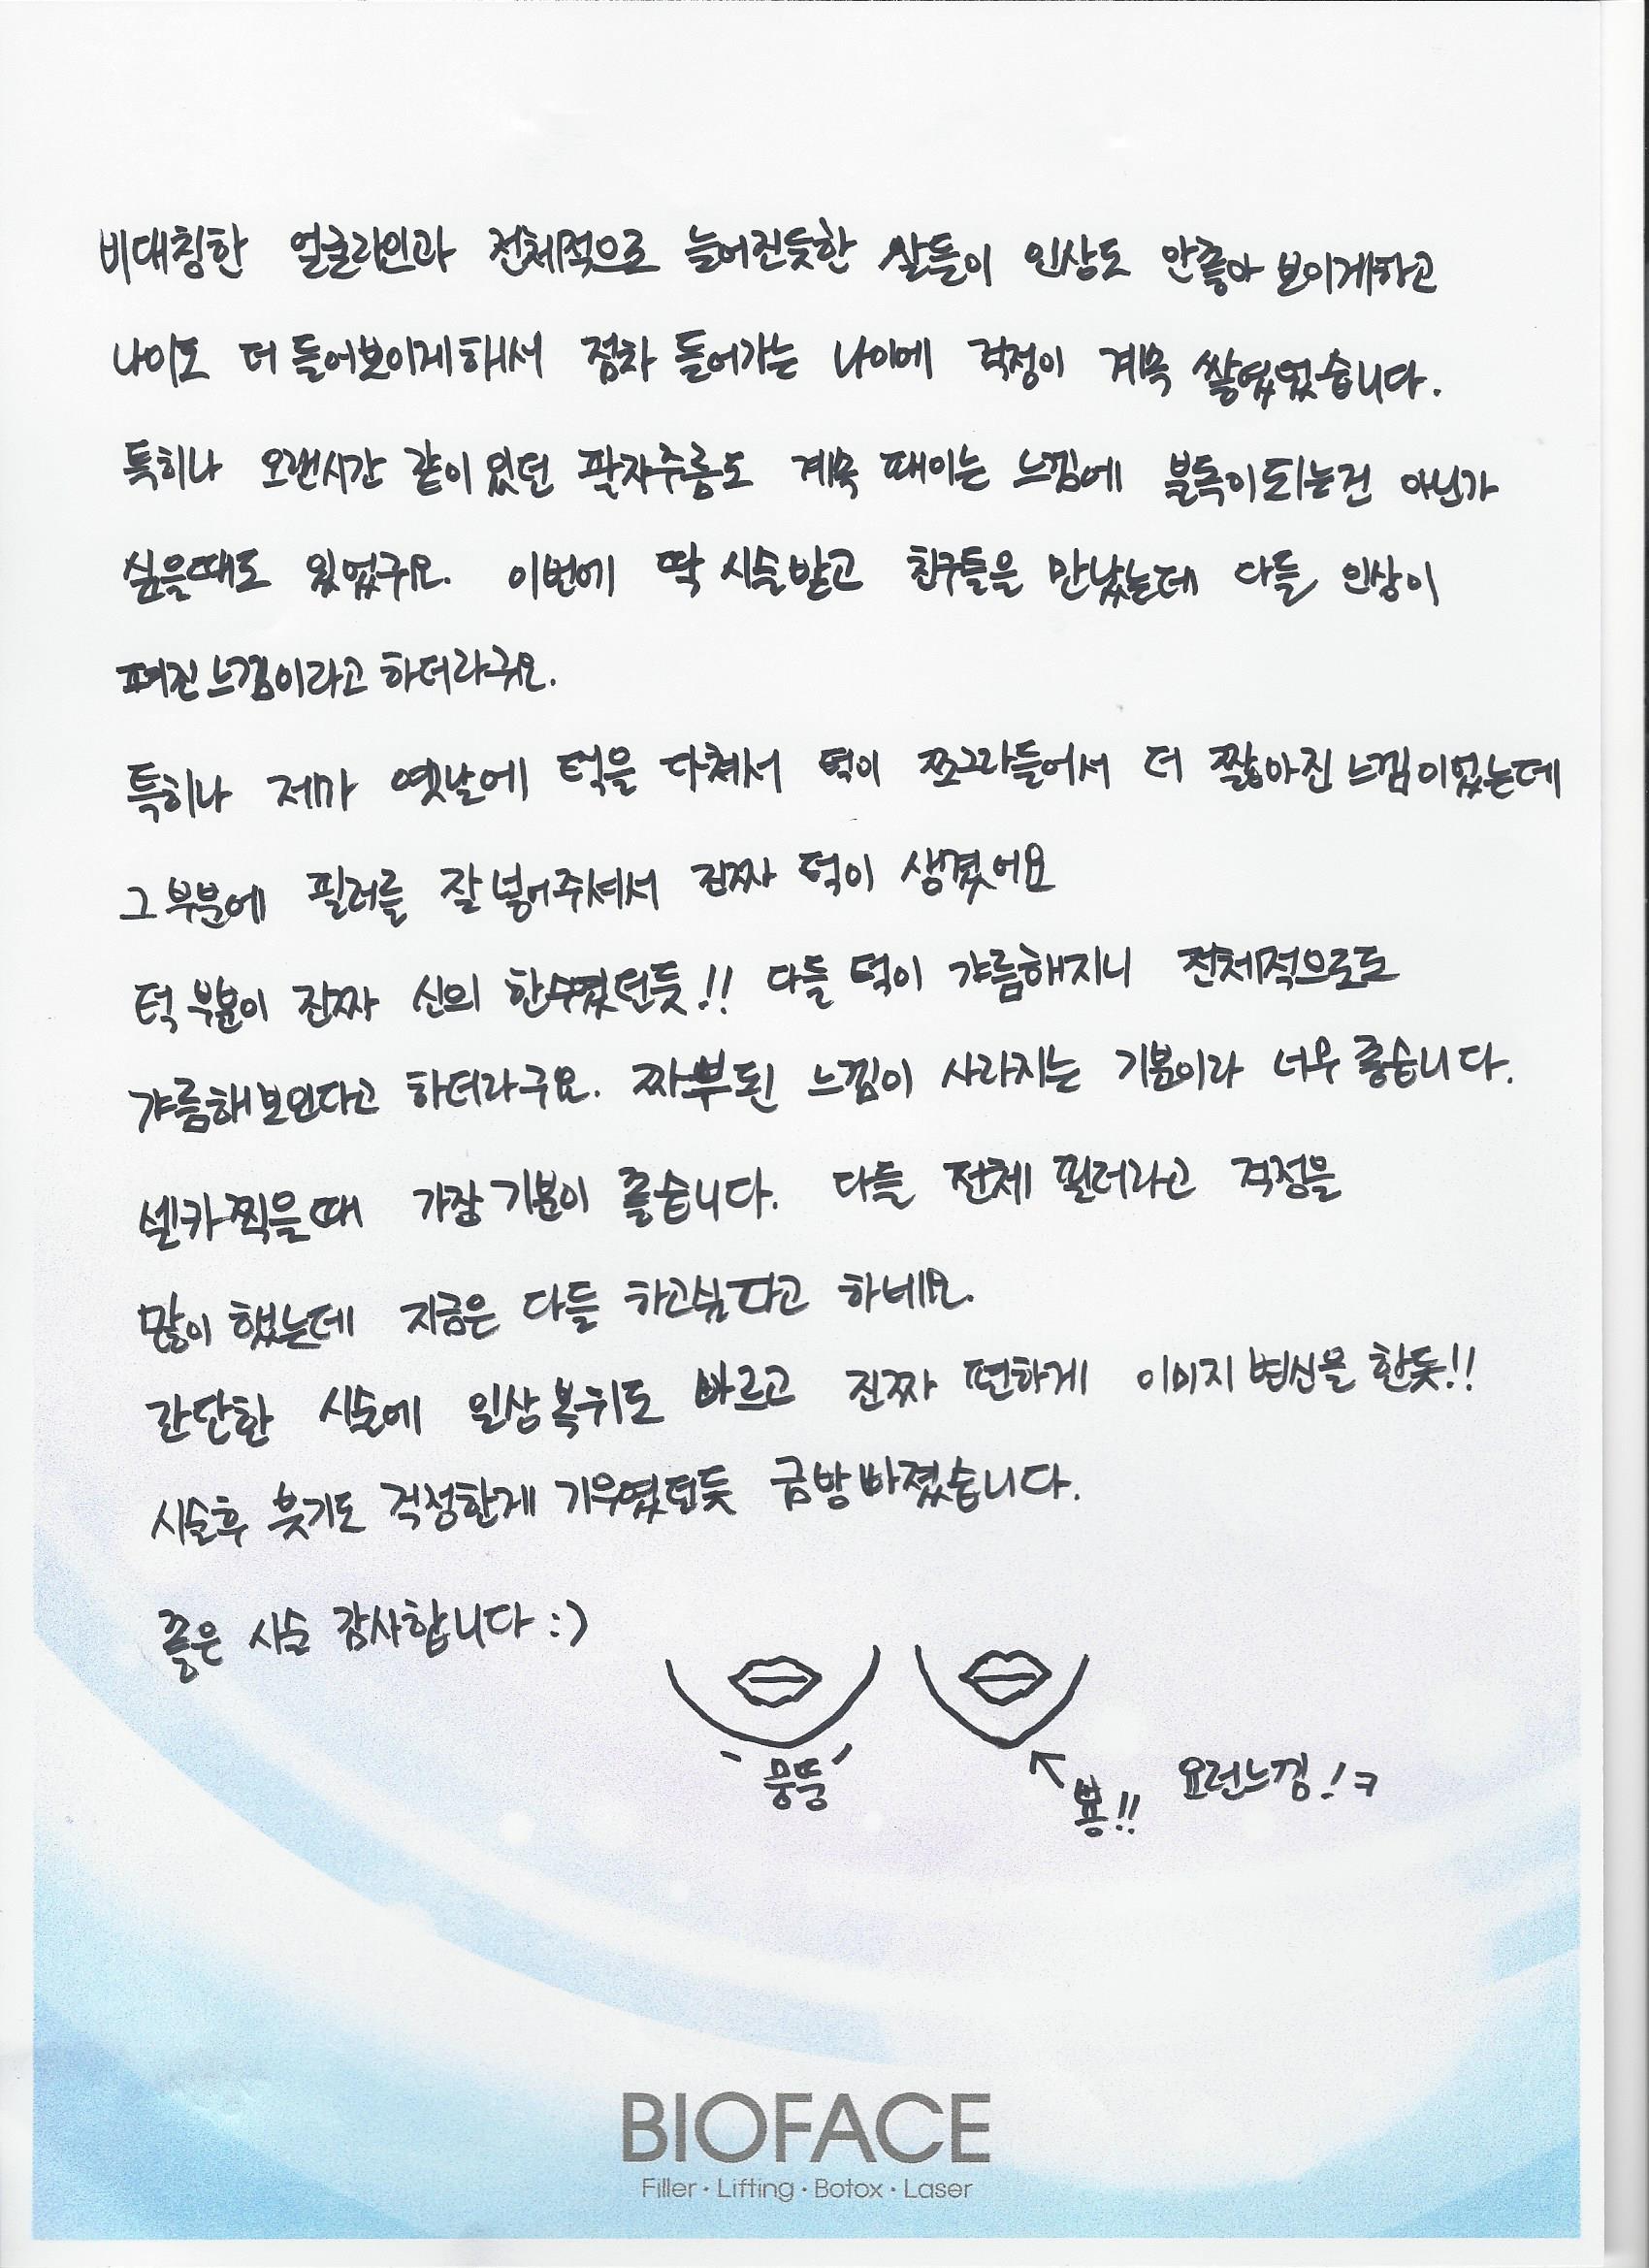 비대칭한 얼굴라인과 전체적으로 늘어진듯한 살들이 인상도 안좋아 보이게하고
나이도 더 들어보이게해서 점차 들어가는 나이에 걱정이 계속 쌓였었습니다.
특히나 오랜시간 같이 있던 팔자주름도 계속 패이는 느낌에 블독이되는건 아닌가
싶을때도 있었구요. 이번에 딱 시술받고 친구들을 만났는데 다들 인상이
펴진느낌이라고 하더라구요.
특히나 저가 옛날에 턱을 다쳐서 턱이 쪼그라들어서 더 짧아진느낌이었는데
그부분에 필러를 잘넣어주셔서 진짜 턱이 생겼어요
턱부분이 진짜 신의 한수였던듯!! 다들 턱이 갸름해지니 전체적으로도
갸름해보인다고 하더라구요. 짜부된 느낌이 사라지는 기분이라 너무좋습니다.
셀카찍을때 가장기분이 좋습니다. 다들 전체 필러라고 걱정을
많이했는데 지금은 다들 하고싶다고 하네요.
간단한 시술에 일상복귀도 빠르고 진짜 편하게 이미지변신을 한듯!!
시술후 붓기도 걱정한게 기우였던듯 금방빠졌습니다.
좋은 시술 감사합니다 :)
뭉뚱
뿅!!
요런느낌!ㅋ
BIOFACE
Filler · Lifting · Botox · Laser